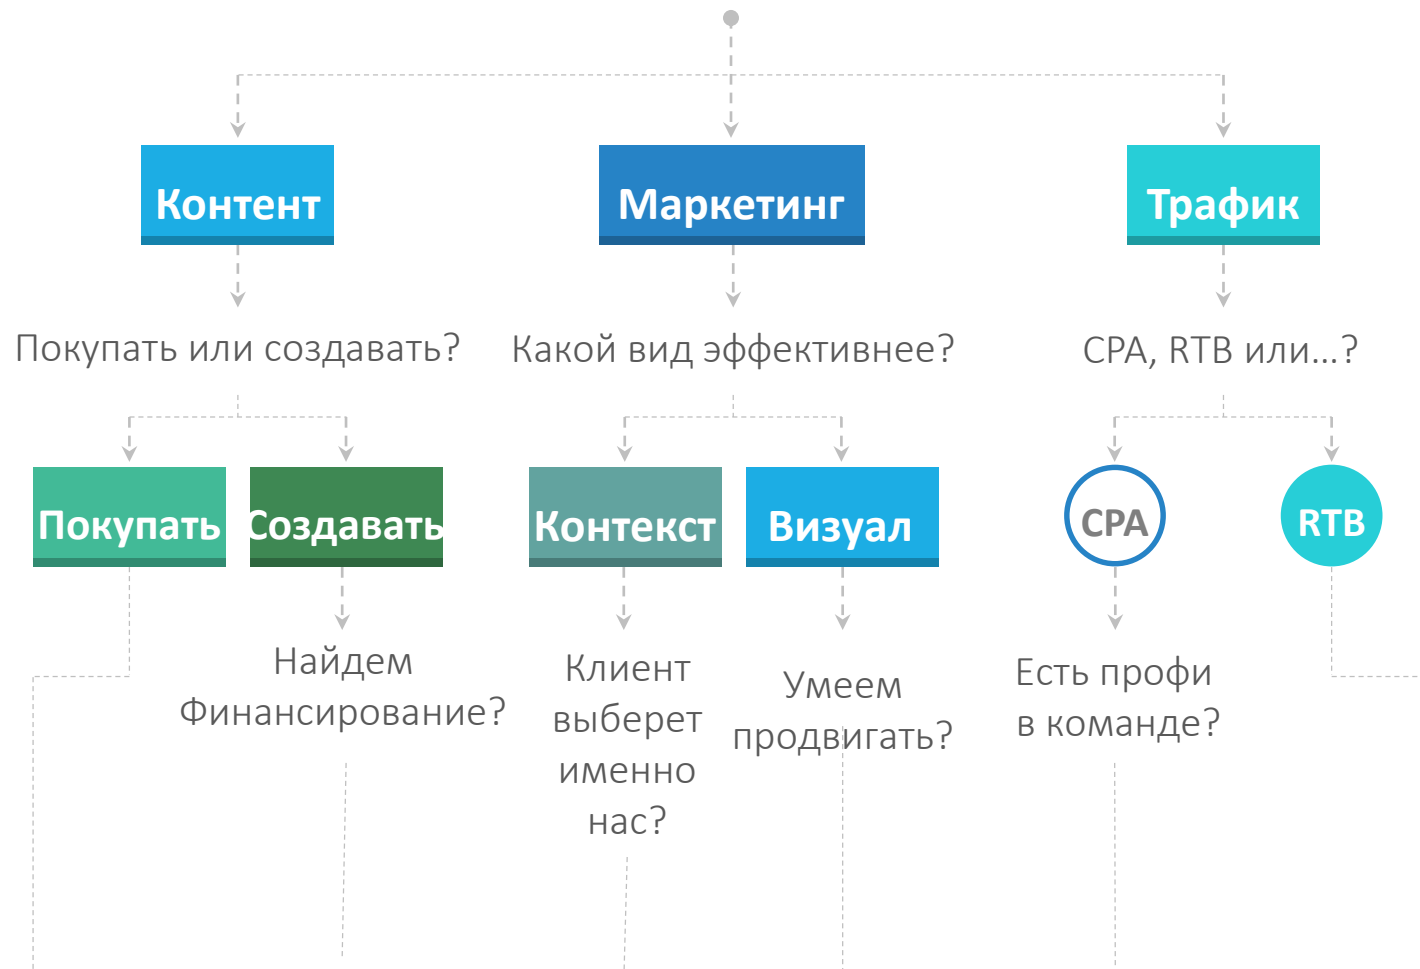 Контент
Маркетинг
Трафик
Покупать или создавать?
Какой вид эффективнее?
CPA, RTB или...?
Покупать
Создавать
Контекст
Визуал
CPA
RTB
Найдем
Финансирование?
Клиент
выберет
именно
нас?
Умеем
продвигать?
Есть профи
в команде?